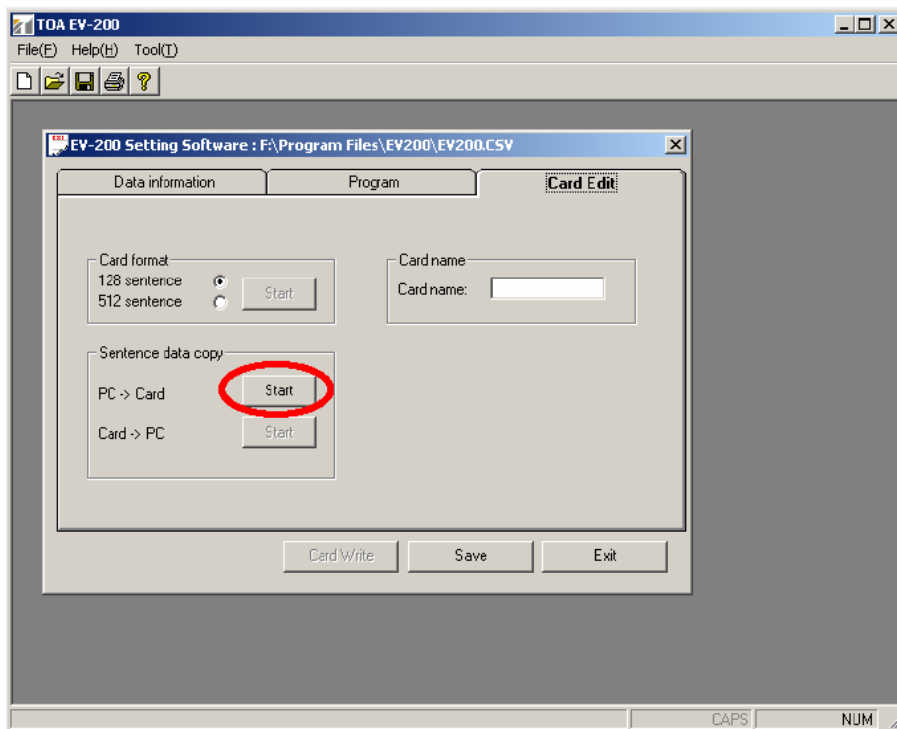 TOA EV-200
File(F) Help(H) Tool(T)
EXE
EV-200 Setting Software : F:\Program Files\EV200\EV200.CSV
Data information Program Card Edit
Card format
128 sentence
512 sentence
Start
Card name
Card name:
Sentence data copy
PC -> Card Start
Card -> PC Start
Card Write Save Exit
CAPS NUM